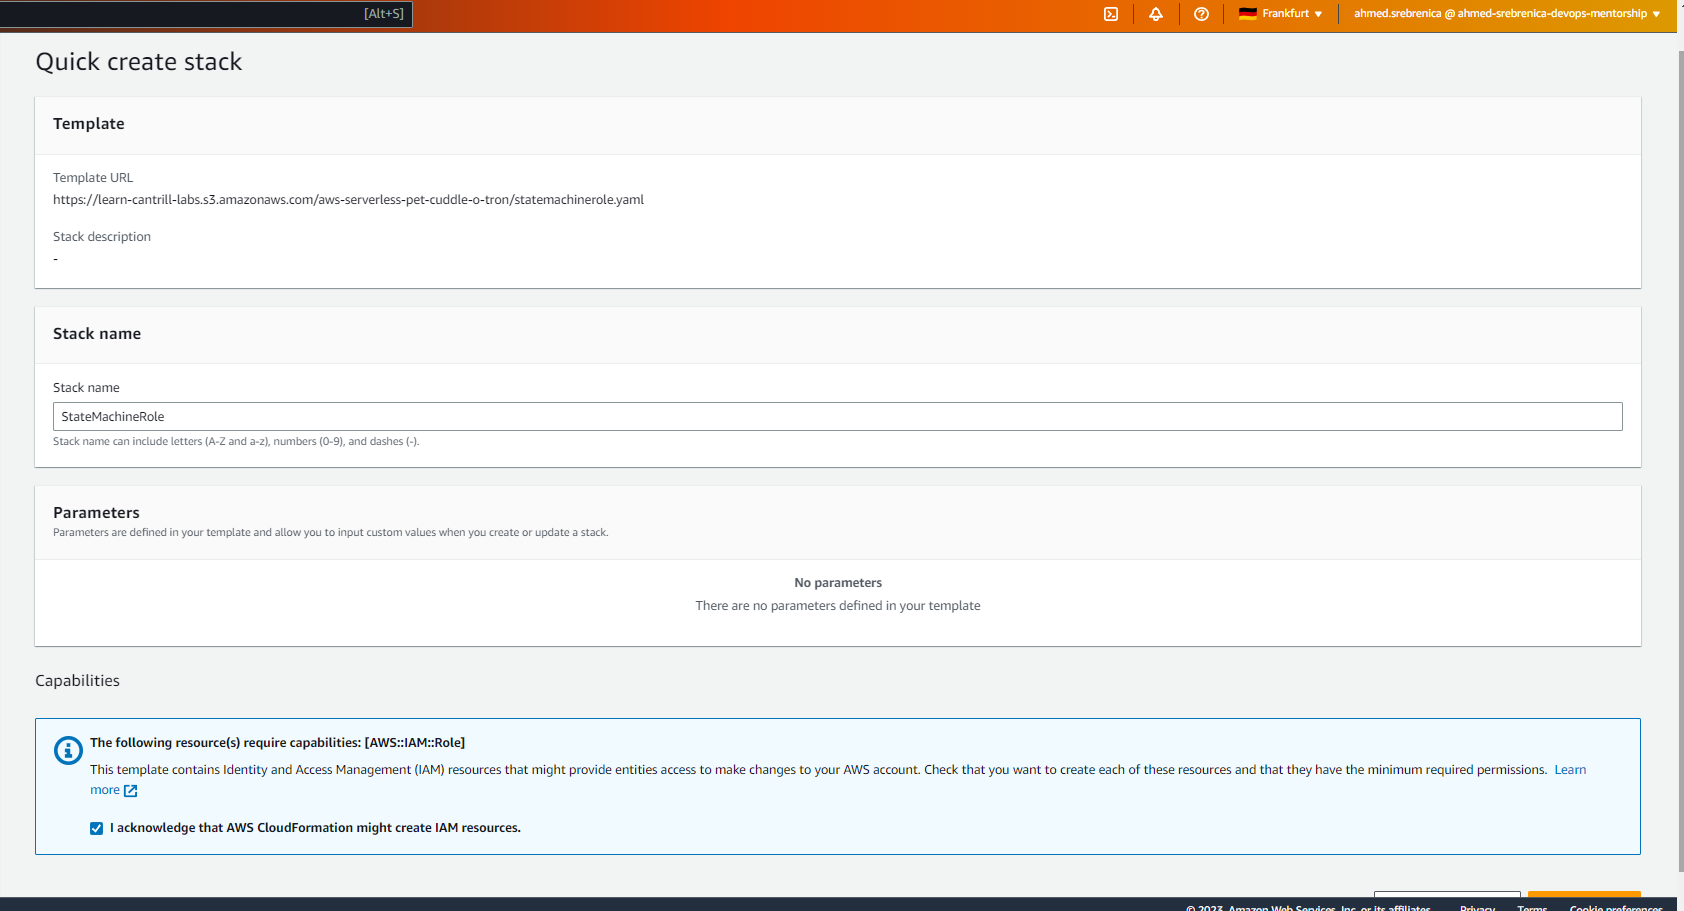 [Alt+S]
Frankfurt
ahmed.srebrenica @ ahmed-srebrenica-devops-mentorship
Quick create stack
Template
Template URL
https://learn-cantrill-labs.s3.amazonaws.com/aws-serverless-pet-cuddle-o-tron/statemachinerole.yaml
Stack description
-
Stack name
Stack name
StateMachineRole
Stack name can include letters (A-Z and a-z), numbers (0-9), and dashes (-).
Parameters
Parameters are defined in your template and allow you to input custom values when you create or update a stack.
No parameters
There are no parameters defined in your template
Capabilities
The following resource(s) require capabilities: [AWS::IAM::Role]
This template contains Identity and Access Management (IAM) resources that might provide entities access to make changes to your AWS account. Check that you want to create each of these resources and that they have the minimum required permissions. Learn
more
I acknowledge that AWS CloudFormation might create IAM resources.
© 2023, Amazon Web Services, Inc. or its affiliates. Privacy Terms Cookie preferences